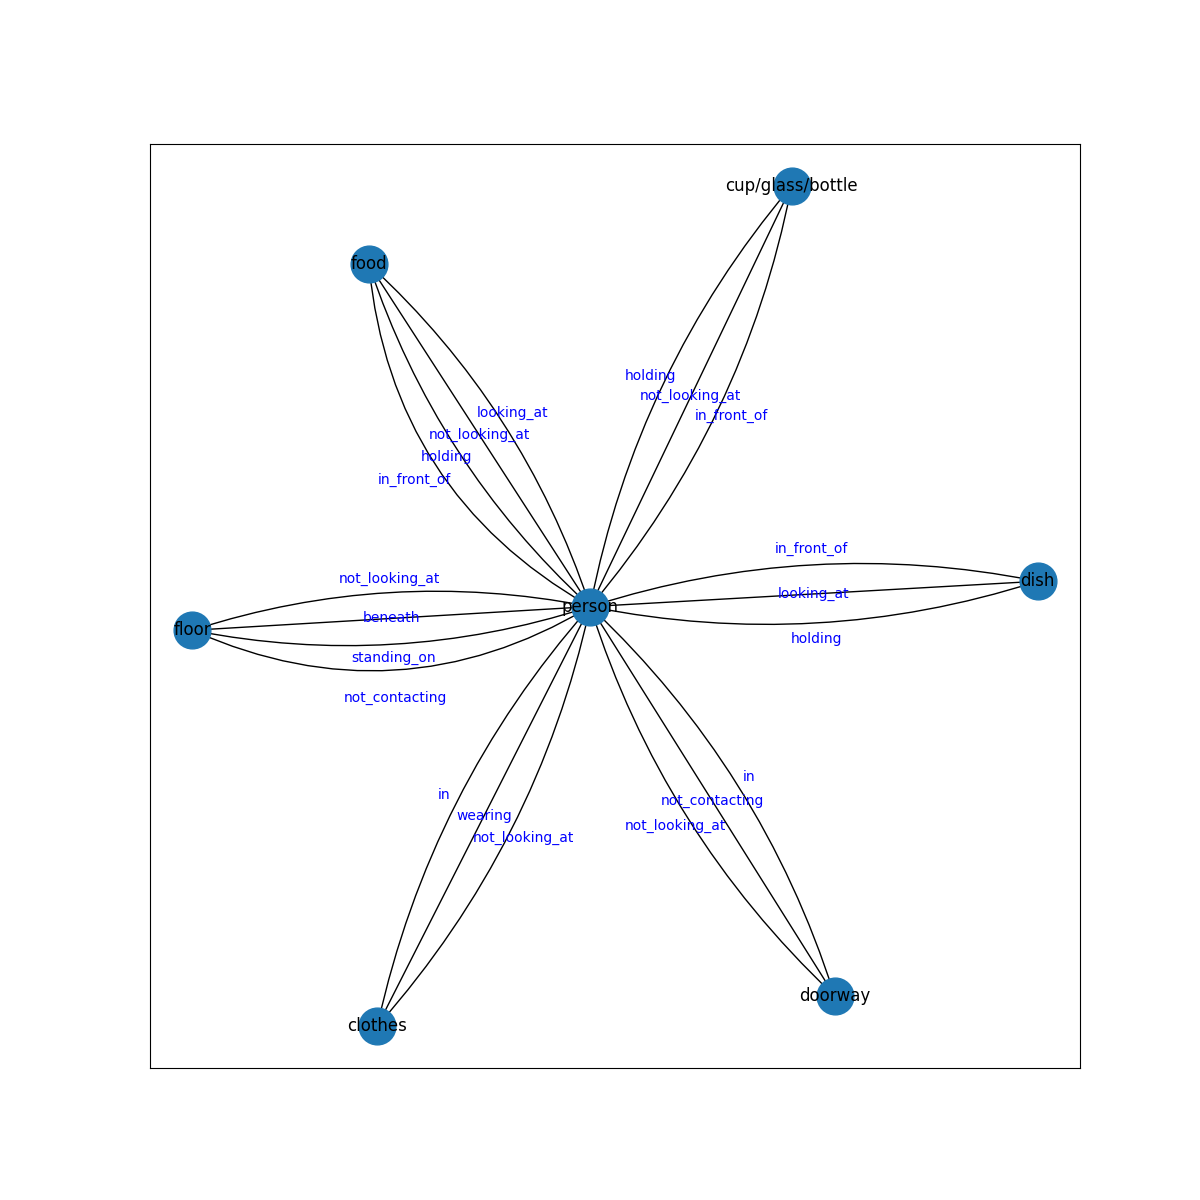 cup/glass/bottle
food
holding
not_looking_at
in_front_of
looking_at
not_looking_at
holding
in_front_of
in_front_of
looking_at
holding
dish
person
not_looking_at
beneath
standing_on
not_contacting
floor
in
wearing
not_looking_at
in
not_contacting
not_looking_at
doorway
clothes